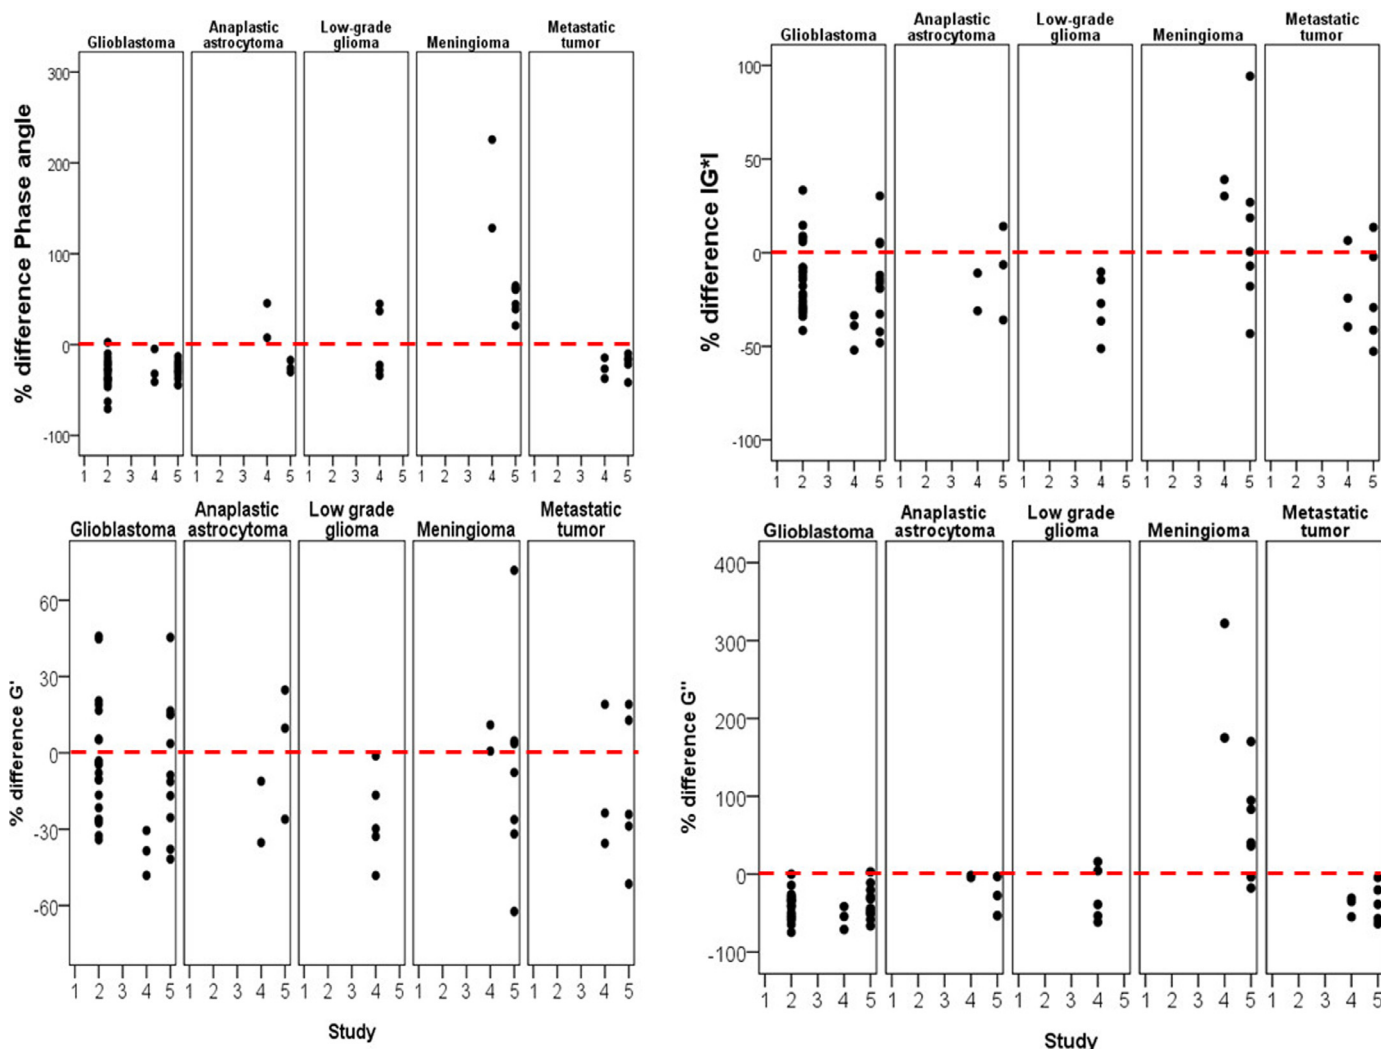 Glioblastoma
Anaplastic
astrocytoma
Low-grade
glioma
Meningioma
Metastatic
tumor
% difference Phase angle
300
200
100
0
-100
1 2 3 4 5 1 2 3 4 5 1 2 3 4 5 1 2 3 4 5 1 2 3 4 5
Glioblastoma
Anaplastic
astrocytoma
Low-grade
glioma
Meningioma
Metastatic
tumor
% difference IG*I
100
50
0
-50
-100
1 2 3 4 5 1 2 3 4 5 1 2 3 4 5 1 2 3 4 5 1 2 3 4 5
Glioblastoma
Anaplastic
astrocytoma
Low grade
glioma
Meningioma
Metastatic
tumor
% difference G'
60
30
0
-30
-60
1 2 3 4 5 1 2 3 4 5 1 2 3 4 5 1 2 3 4 5 1 2 3 4 5
Study
Glioblastoma
Anaplastic
astrocytoma
Low grade
glioma
Meningioma
Metastatic
tumor
% difference G"
400
300
200
100
0
-100
1 2 3 4 5 1 2 3 4 5 1 2 3 4 5 1 2 3 4 5 1 2 3 4 5
Study